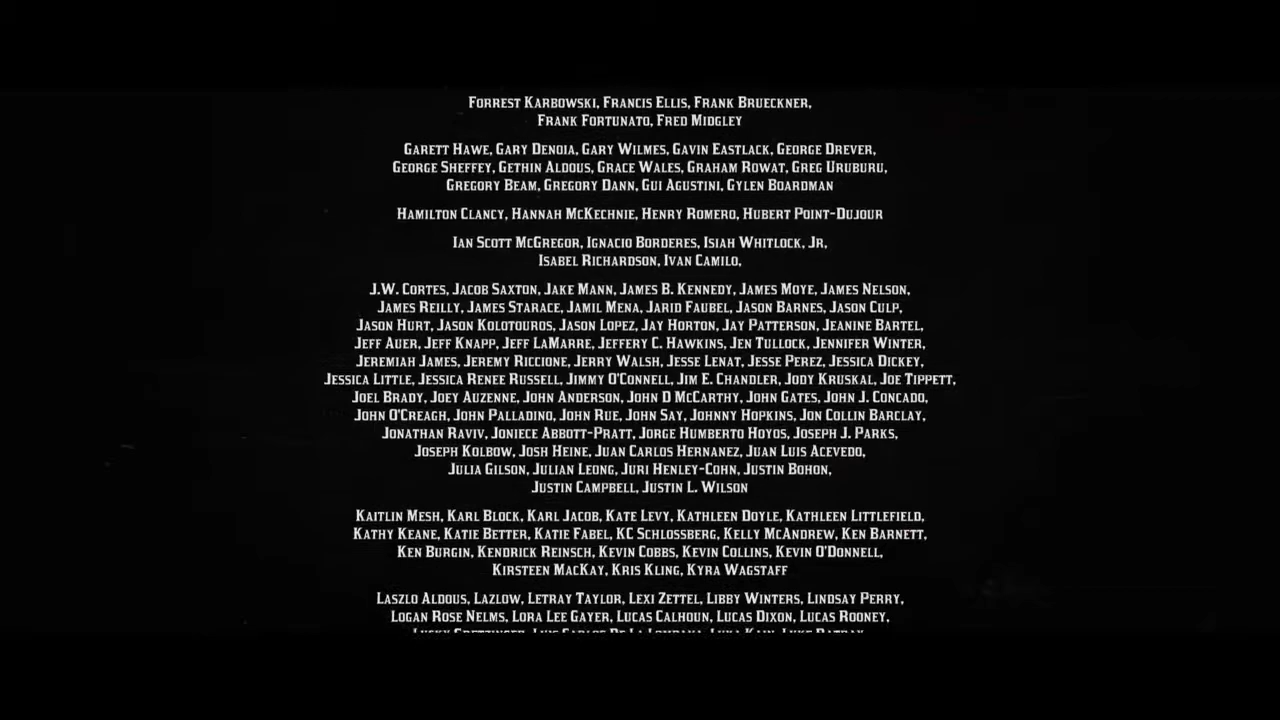 Forrest Karbowski, Francis Ellis, Frank Brueckner,
Frank Fortunato, Fred Midgley
Garett Hawe, Gary Denoia, Gary Wilmes, Gavin Eastlack, George Drever,
George Sheffey, Gethin Aldous, Grace Wales, Graham Rowat, Greg Uruburu,
Gregory Beam, Gregory Dann, Gui Agustini, Gylen Boardman
Hamilton Clancy, Hannah McKechnie, Henry Romero, Hubert Point-Dujour
Ian Scott McGregor, Ignacio Borderes, Isiah Whitlock, Jr,
Isabel Richardson, Ivan Camilo,
J.W. Cortes, Jacob Saxton, Jake Mann, James B. Kennedy, James Moye, James Nelson,
James Reilly, James Starace, Jamil Mena, Jarid Faubel, Jason Barnes, Jason Culp,
Jason Hurt, Jason Kolotouros, Jason Lopez, Jay Horton, Jay Patterson, Jeanine Bartel,
Jeff Auer, Jeff Knapp, Jeff LaMarre, Jeffery C. Hawkins, Jen Tullock, Jennifer Winter,
Jeremiah James, Jeremy Riccione, Jerry Walsh, Jesse Lenat, Jesse Perez, Jessica Dickey,
Jessica Little, Jessica Renee Russell, Jimmy O'Connell, Jim E. Chandler, Jody Kruskal, Joe Tippett,
Joel Brady, Joey Auzenne, John Anderson, John D McCarthy, John Gates, John J. Concado,
John O'Creagh, John Palladino, John Rue, John Say, Johnny Hopkins, Jon Collin Barclay,
Jonathan Raviv, Joniece Abbott-Pratt, Jorge Humberto Hoyos, Joseph J. Parks,
Joseph Kolbow, Josh Heine, Juan Carlos Hernanez, Juan Luis Acevedo,
Julia Gilson, Julian Leong, Juri Henley-Cohn, Justin Bohon,
Justin Campbell, Justin L. Wilson
Kaitlin Mesh, Karl Block, Karl Jacob, Kate Levy, Kathleen Doyle, Kathleen Littlefield,
Kathy Keane, Katie Better, Katie Fabel, KC Schlossberg, Kelly McAndrew, Ken Barnett,
Ken Burgin, Kendrick Reinsch, Kevin Cobbs, Kevin Collins, Kevin O'Donnell,
Kirsteen MacKay, Kris Kling, Kyra Wagstaff
Laszlo Aldous, Lazlow, Letray Taylor, Lexi Zettel, Libby Winters, Lindsay Perry,
Logan Rose Nelms, Lora Lee Gayer, Lucas Calhoun, Lucas Dixon, Lucas Rooney,